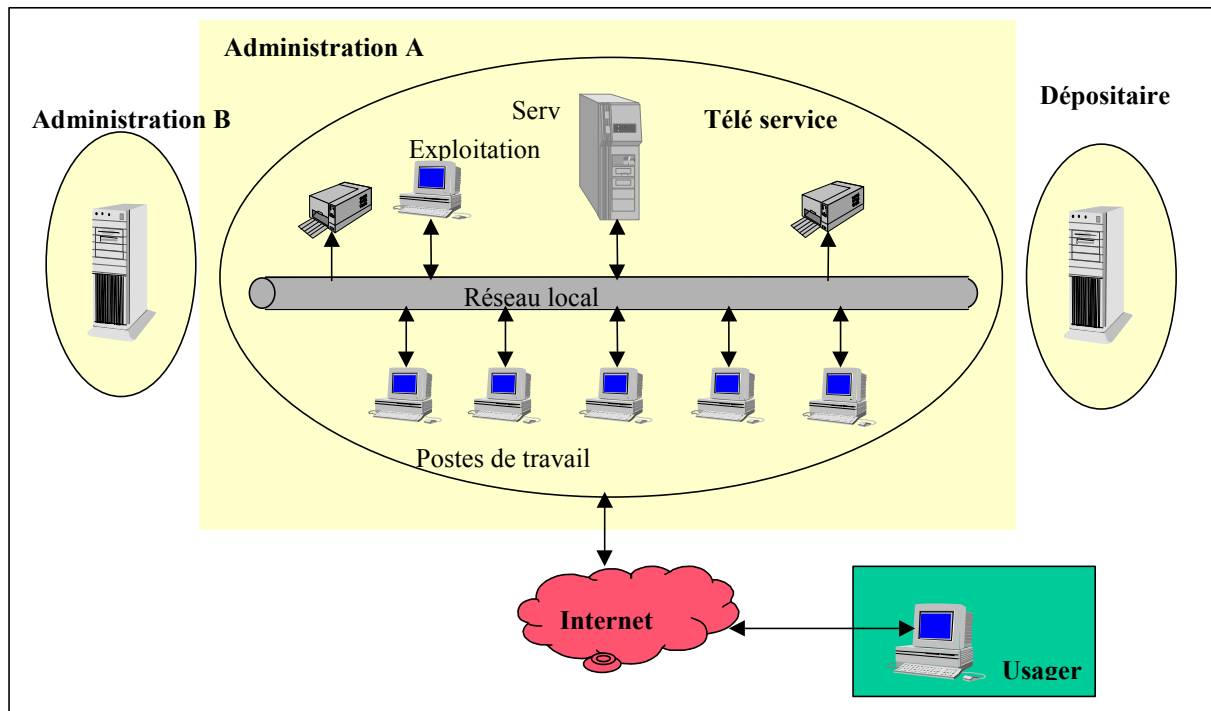 Administration A
Administration B
Serv
Télé service
Dépositaire
Exploitation
Réseau local
Postes de travail
Internet
Usager